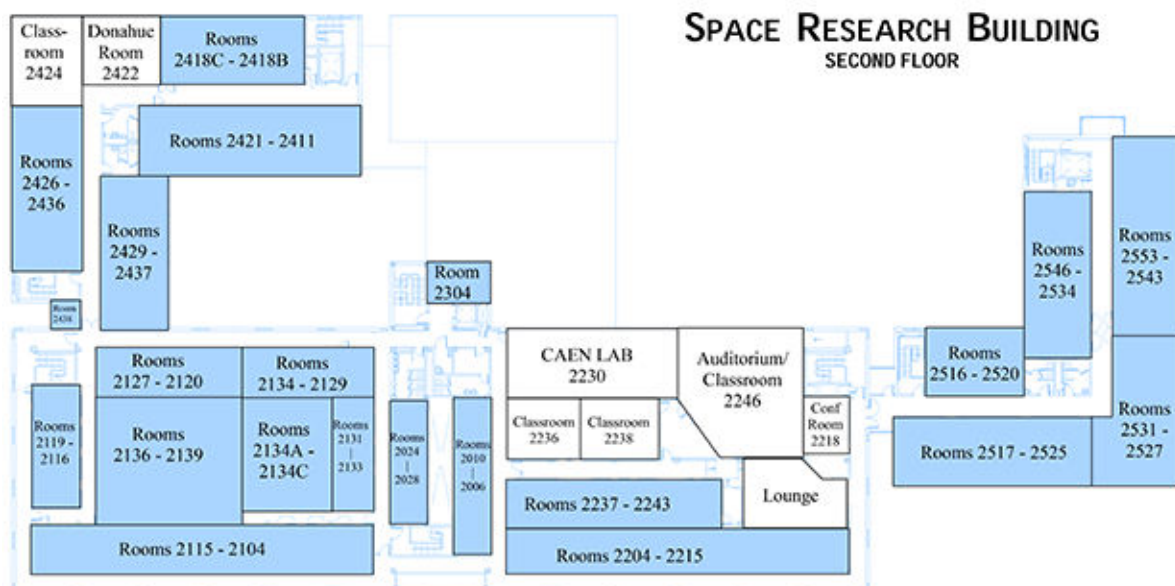 SPACE RESEARCH BUILDING
SECOND FLOOR
Class-
room
2424
Donahue
Room
2422
Rooms
2418C - 2418B
Rooms 2421 - 2411
Rooms
2426 -
2436
Rooms
2429 -
2437
Room
2438
Room
2304
Rooms
2127 - 2120
Rooms
2134 - 2129
Rooms
2119 -
2116
Rooms
2136 - 2139
Rooms
2134A -
2134C
Rooms
2131
|
2133
Rooms
2024
|
2028
Rooms
2010
|
2006
Rooms 2115 - 2104
CAEN LAB
2230
Auditorium/
Classroom
2246
Classroom
2236
Classroom
2238
Conf
Room
2218
Lounge
Rooms 2237 - 2243
Rooms 2204 - 2215
Rooms
2516 - 2520
Rooms
2546 -
2534
Rooms
2553 -
2543
Rooms 2517 - 2525
Rooms
2531 -
2527